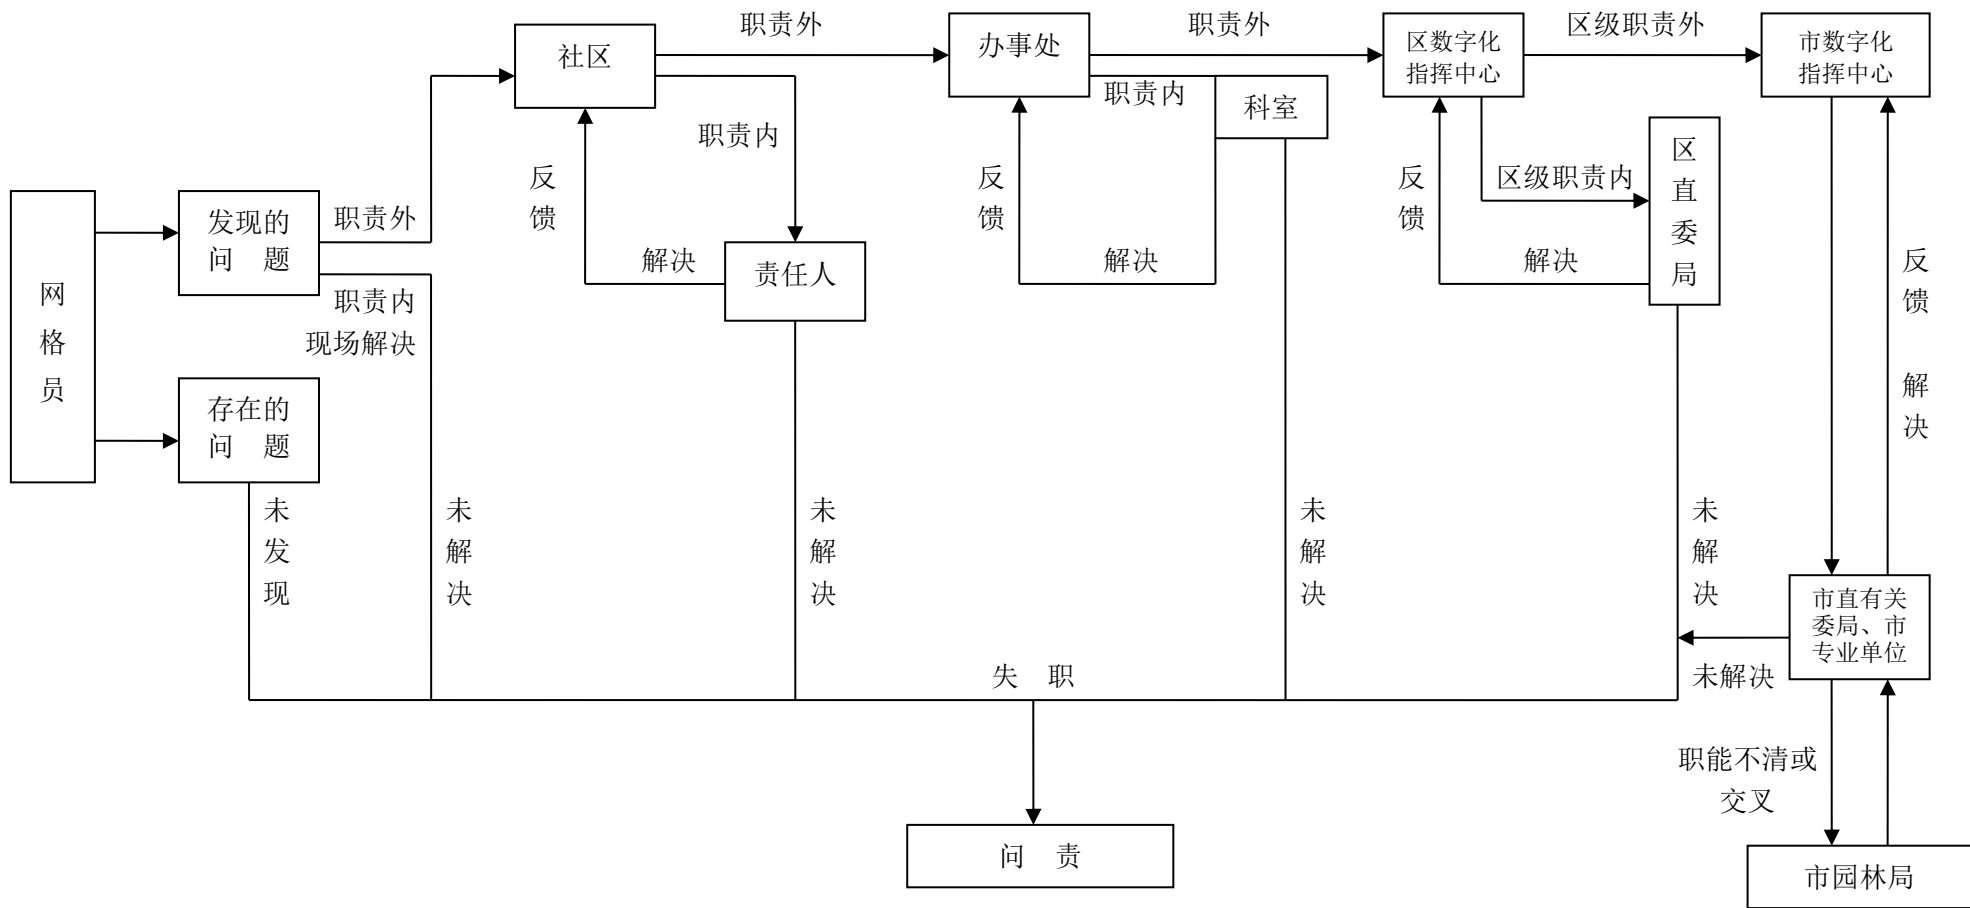 职责外
职责外
区级职责外
社区
办事处
区数字化
指挥中心
市数字化
指挥中心
职责内
科室
职责内
反馈
反馈
反馈
区级职责内
区直委局
网格员
发现的
问 题
职责外
解决
责任人
解决
解决
反馈
解决
职责内
现场解决
存在的
问 题
未发现
未解决
未解决
未解决
未解决
市直有关
委局、市
专业单位
未解决
失 职
职能不清或
交叉
问 责
市园林局